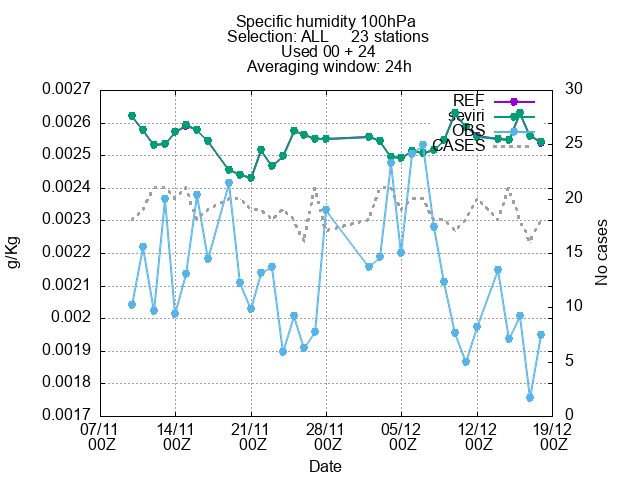 Specific humidity 100hPa
Selection: ALL 23 stations
Used 00 + 24
Averaging window: 24h
0.0027
0.0026
0.0025
0.0024
0.0023
0.0022
0.0021
0.002
0.0019
0.0018
0.0017
g/Kg
REF
seviri
OBS
CASES
30
25
20
15
10
5
0
No cases
07/11 14/11 21/11 28/11 05/12 12/12 19/12
00Z 00Z 00Z 00Z 00Z 00Z 00Z
Date